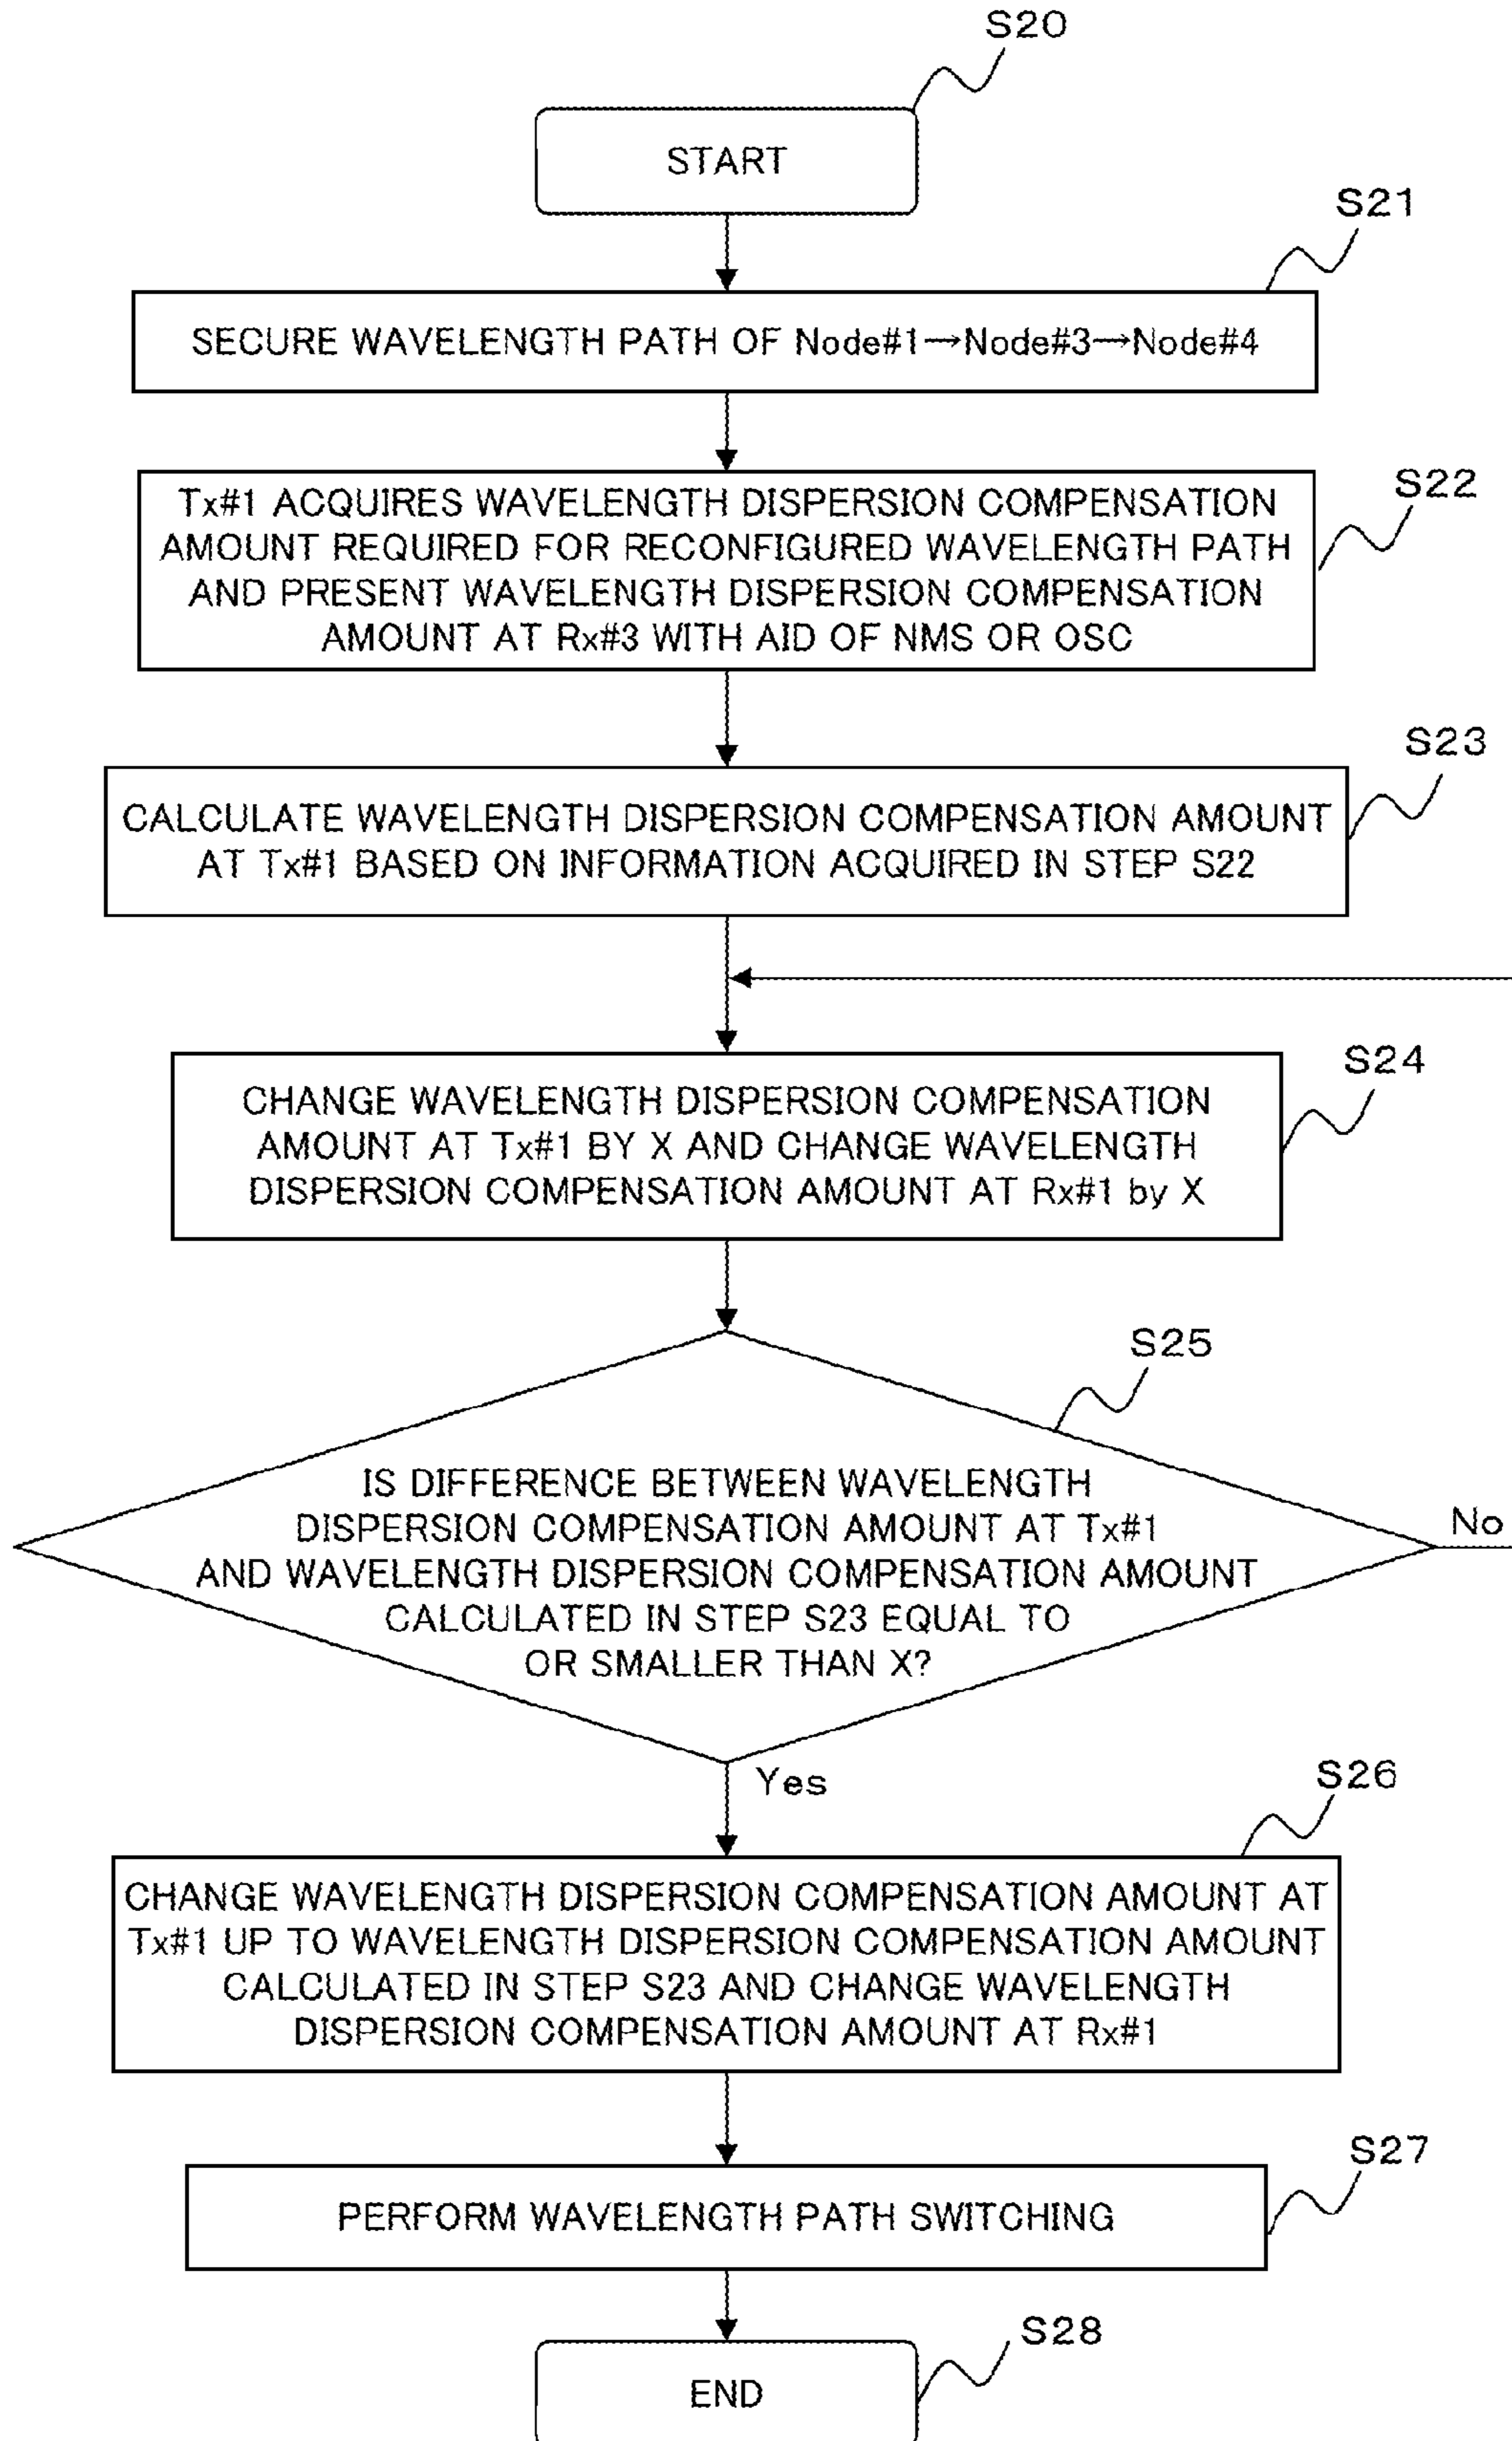 S20
START
S21
SECURE WAVELENGTH PATH OF Node#1→Node#3→Node#4
S22
Tx#1 ACQUIRES WAVELENGTH DISPERSION COMPENSATION
AMOUNT REQUIRED FOR RECONFIGURED WAVELENGTH PATH
AND PRESENT WAVELENGTH DISPERSION COMPENSATION
AMOUNT AT Rx#3 WITH AID OF NMS OR OSC
S23
CALCULATE WAVELENGTH DISPERSION COMPENSATION AMOUNT
AT Tx#1 BASED ON INFORMATION ACQUIRED IN STEP S22
S24
CHANGE WAVELENGTH DISPERSION COMPENSATION
AMOUNT AT Tx#1 BY X AND CHANGE WAVELENGTH
DISPERSION COMPENSATION AMOUNT AT Rx#1 by X
S25
IS DIFFERENCE BETWEEN WAVELENGTH
DISPERSION COMPENSATION AMOUNT AT Tx#1
AND WAVELENGTH DISPERSION COMPENSATION AMOUNT
CALCULATED IN STEP S23 EQUAL TO
OR SMALLER THAN X?
No
Yes
S26
CHANGE WAVELENGTH DISPERSION COMPENSATION AMOUNT AT
Tx#1 UP TO WAVELENGTH DISPERSION COMPENSATION AMOUNT
CALCULATED IN STEP S23 AND CHANGE WAVELENGTH
DISPERSION COMPENSATION AMOUNT AT Rx#1
S27
PERFORM WAVELENGTH PATH SWITCHING
S28
END